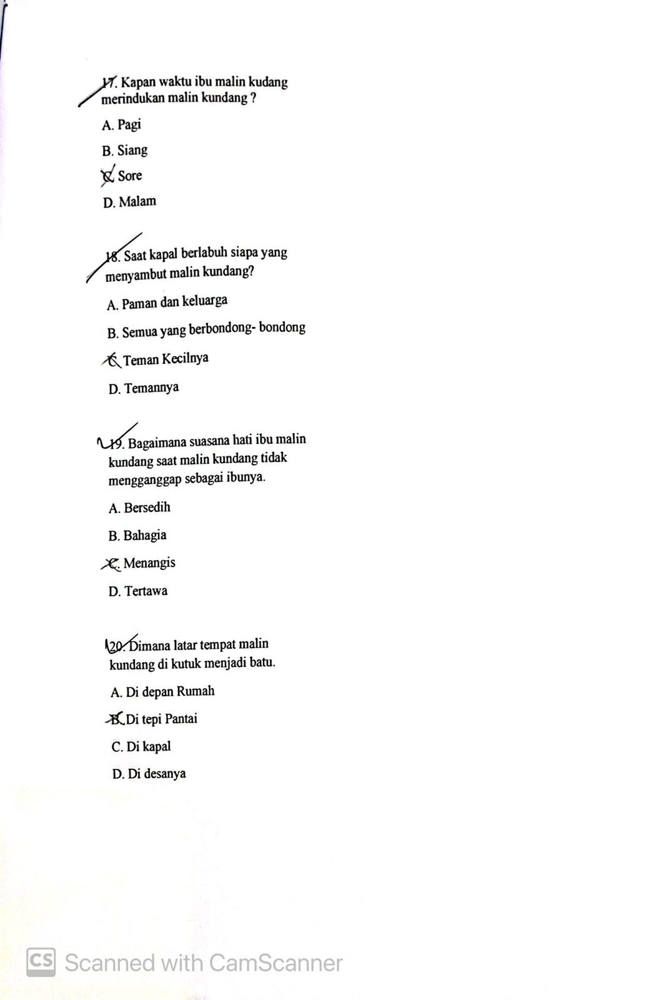 17. Kapan waktu ibu malin kudang
merindukan malin kundang ?
A. Pagi
B. Siang
C. Sore
D. Malam
18. Saat kapal berlabuh siapa yang
menyambut malin kundang?
A. Paman dan keluarga
B. Semua yang berbondong- bondong
C. Teman Kecilnya
D. Temannya
19. Bagaimana suasana hati ibu malin
kundang saat malin kundang tidak
mengganggap sebagai ibunya.
A. Bersedih
B. Bahagia
C. Menangis
D. Tertawa
20. Dimana latar tempat malin
kundang di kutuk menjadi batu.
A. Di depan Rumah
B. Di tepi Pantai
C. Di kapal
D. Di desanya
CS Scanned with CamScanner